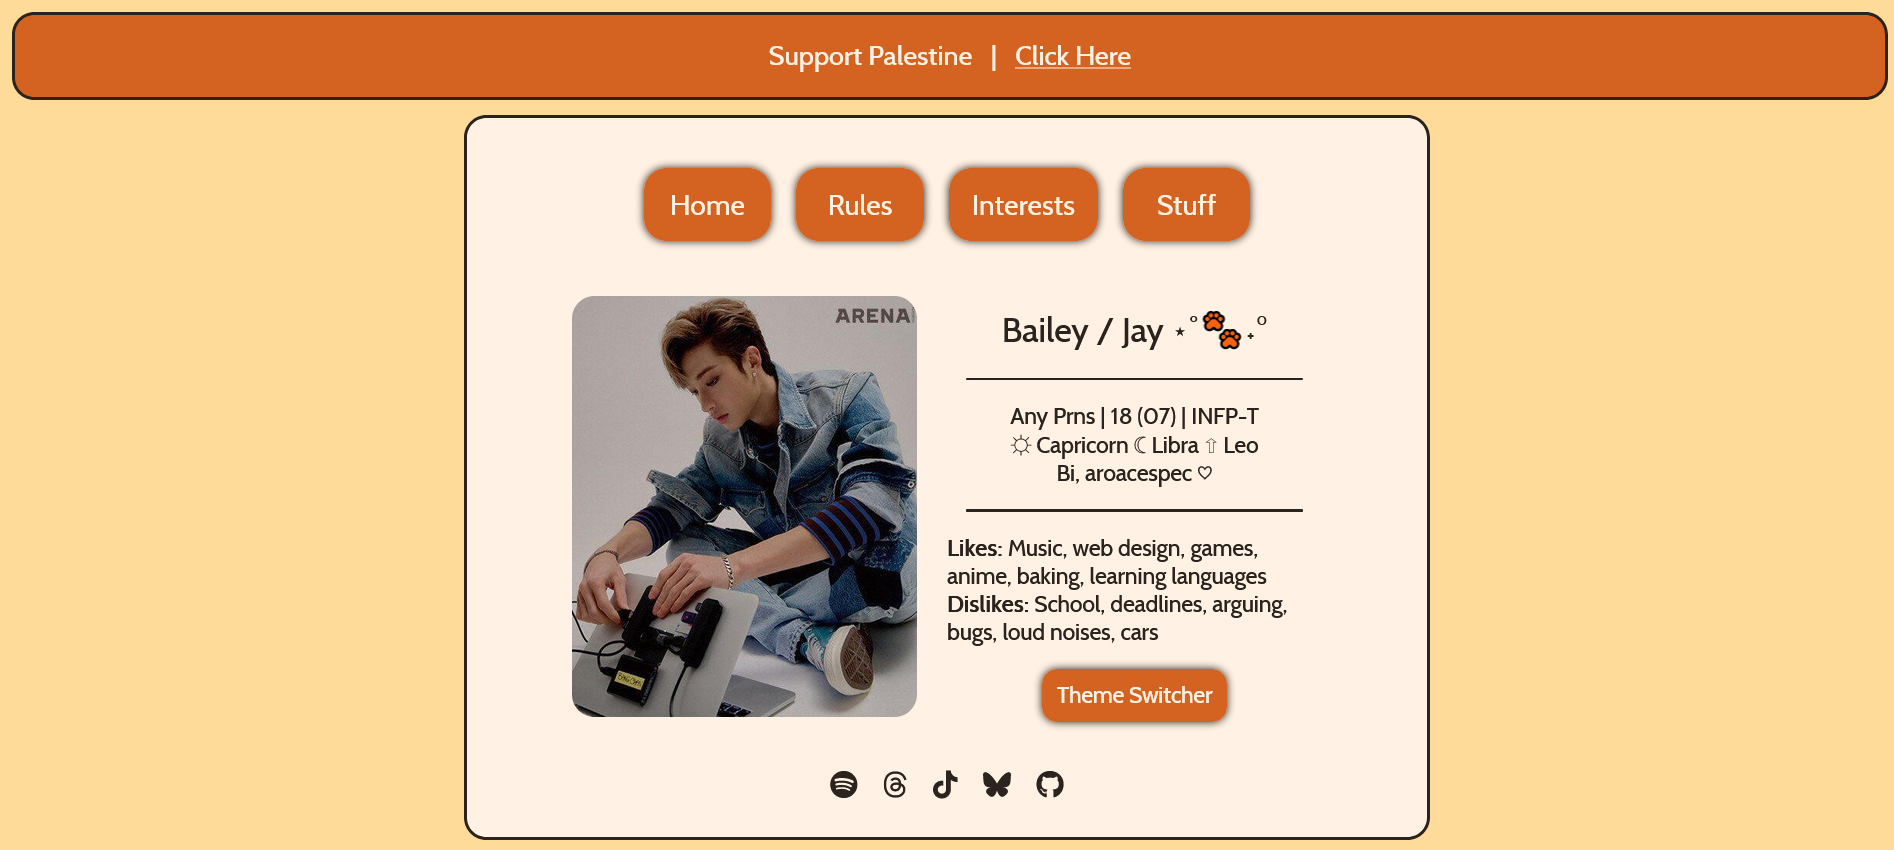 Support Palestine | Click Here
Home Rules Interests Stuff
ARENA
Bailey / Jay ⋆˚🐾˖°
Any Prns | 18 (07) | INFP-T
☼ Capricorn ☾ Libra ⇧ Leo
Bi, aroacespec ♡
Likes: Music, web design, games,
anime, baking, learning languages
Dislikes: School, deadlines, arguing,
bugs, loud noises, cars
Theme Switcher